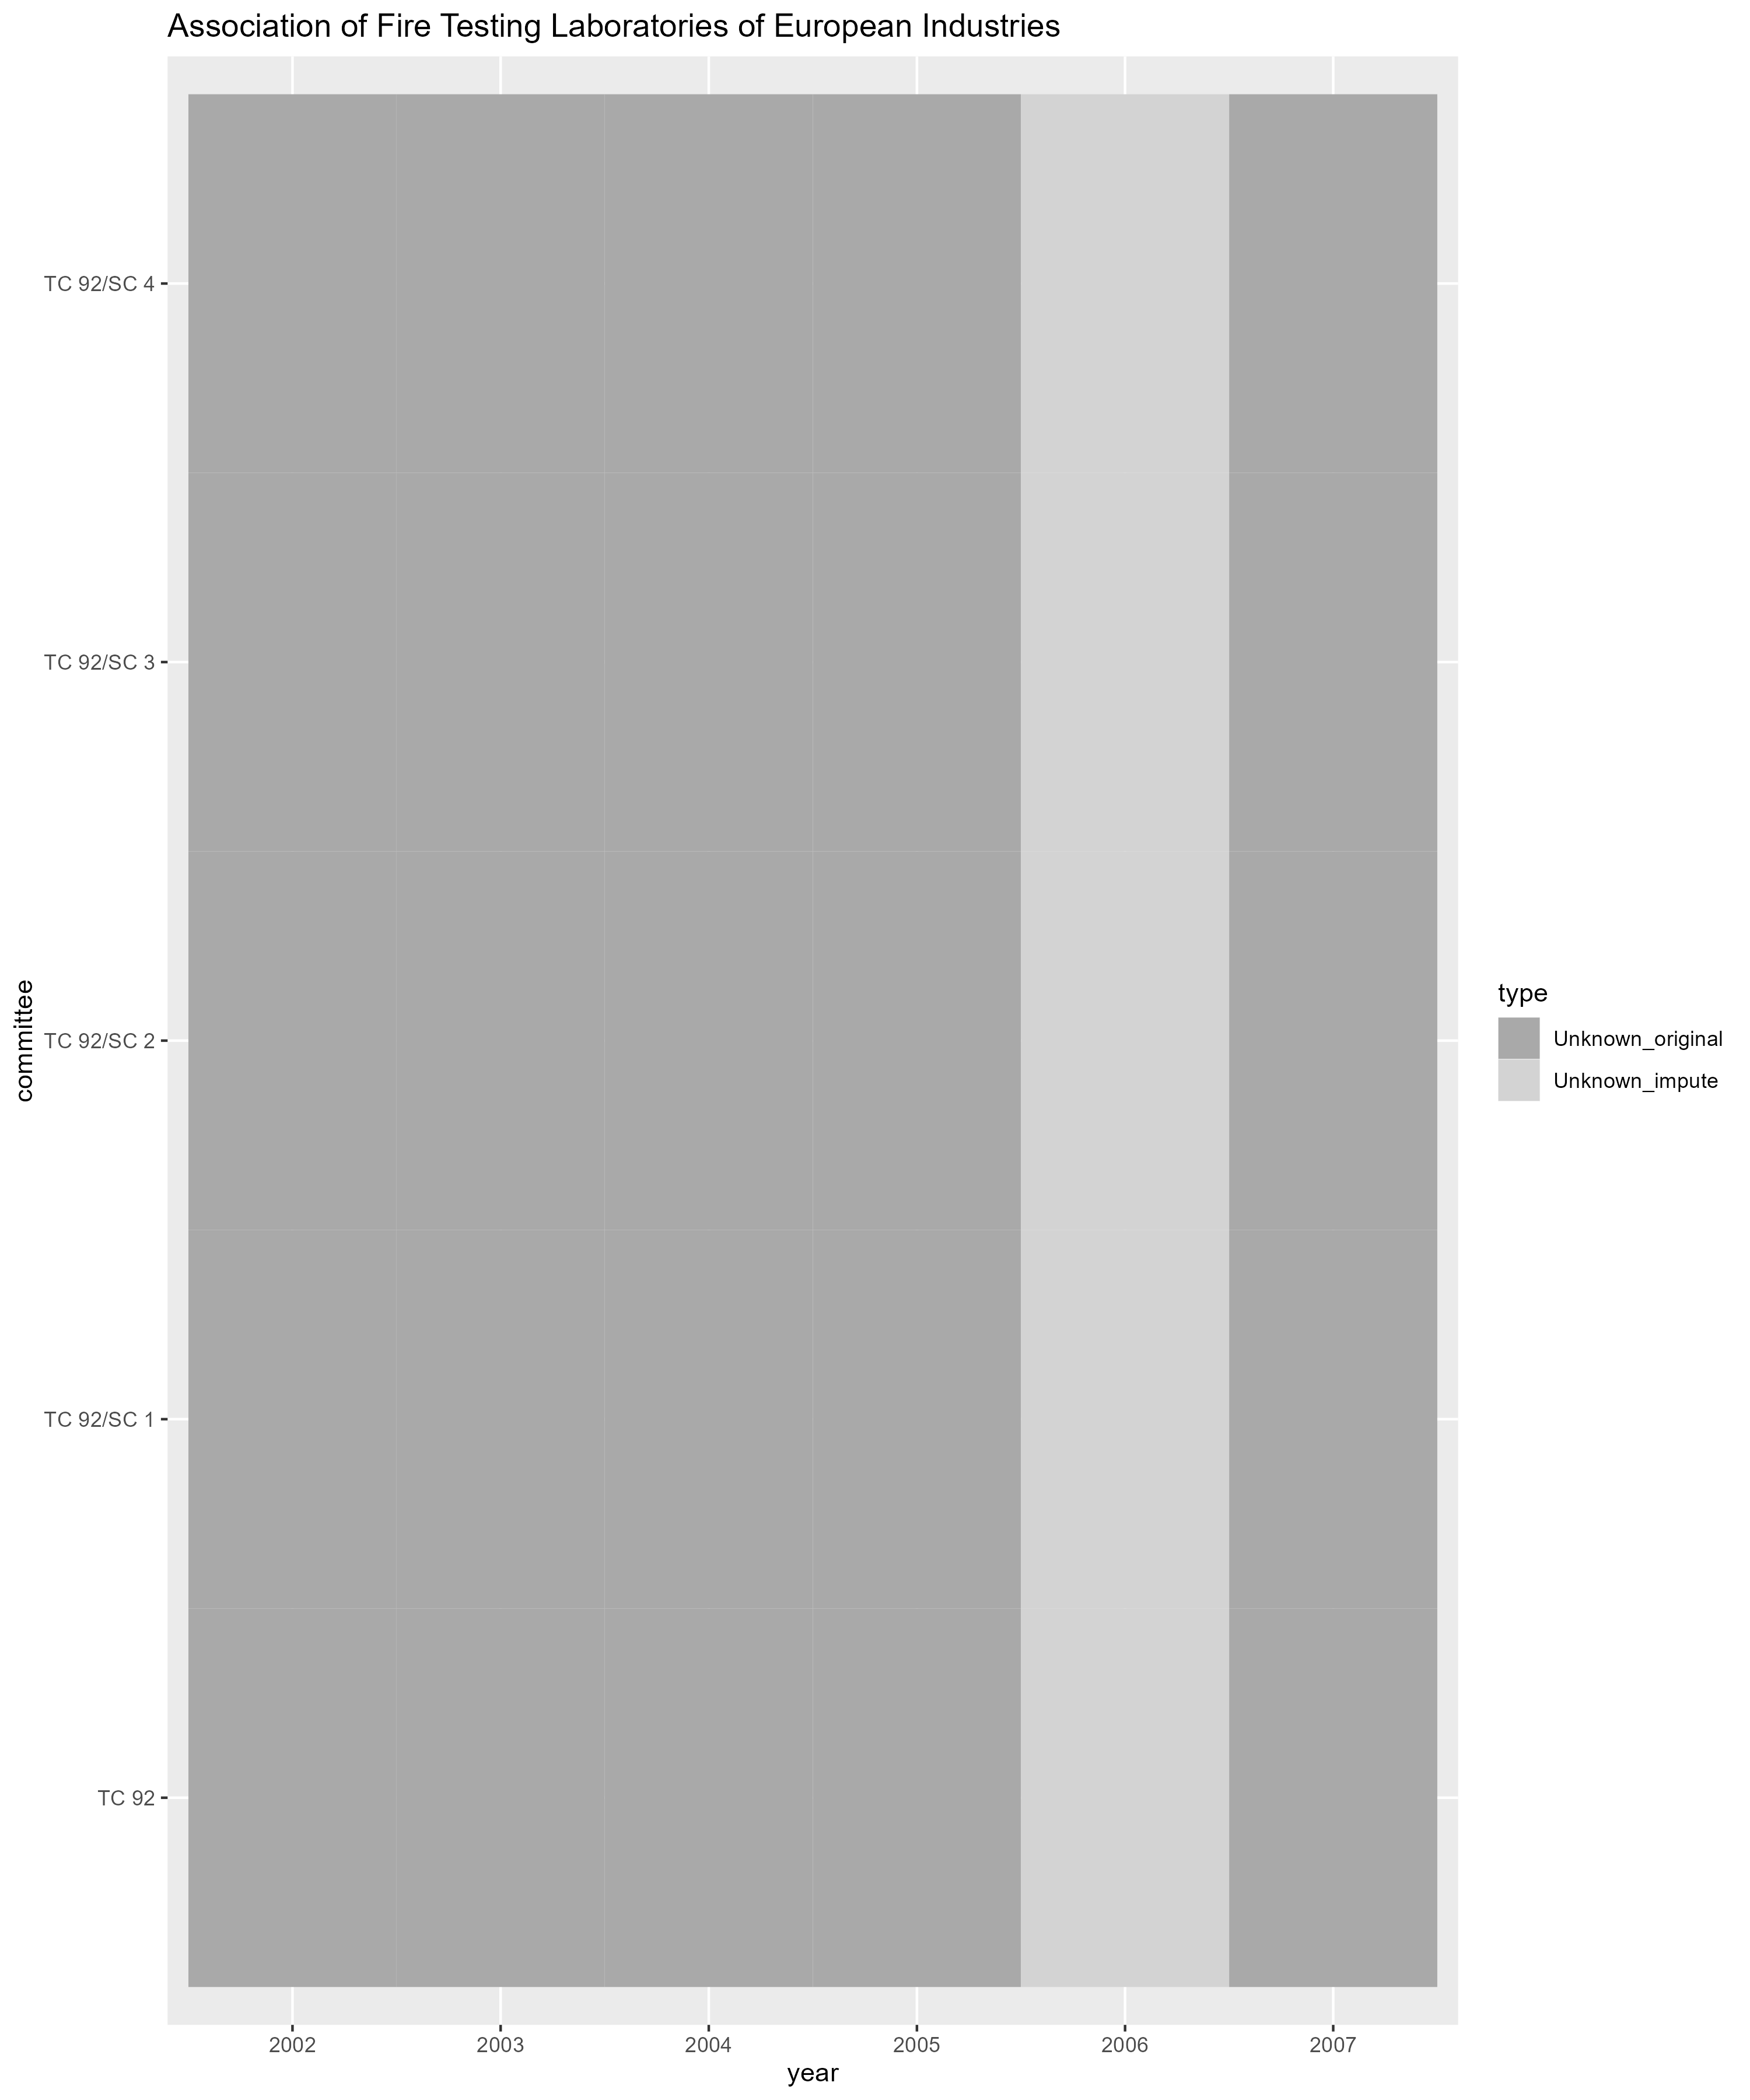 Association of Fire Testing Laboratories of European Industries
committee
TC 92/SC 4
TC 92/SC 3
TC 92/SC 2
TC 92/SC 1
TC 92
2002 2003 2004 2005 2006 2007
year
type
Unknown_original
Unknown_impute